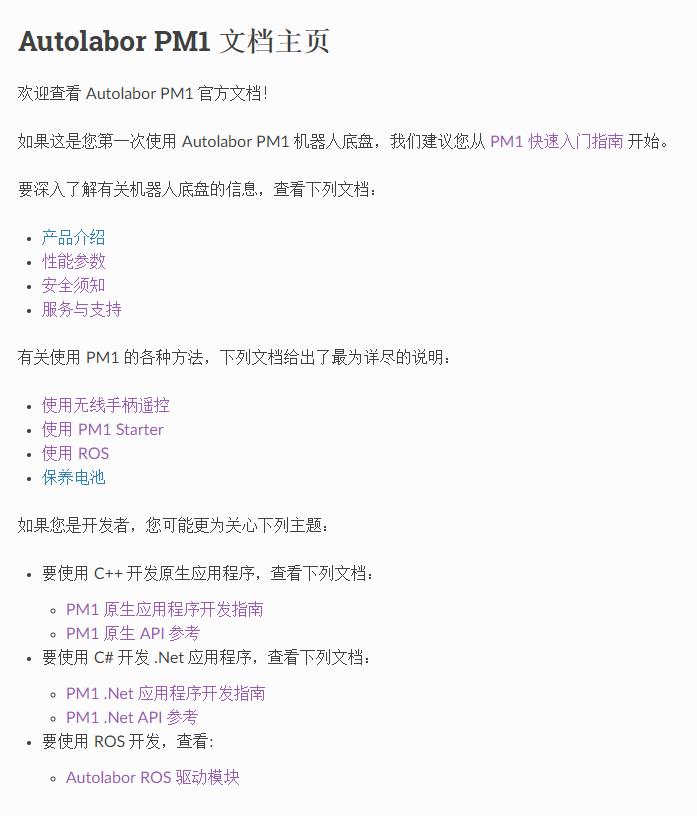 Autolabor PM1 文档主页
欢迎查看 Autolabor PM1 官方文档！
如果这是您第一次使用 Autolabor PM1 机器人底盘，我们建议您从 PM1 快速入门指南 开始。
要深入了解有关机器人底盘的信息，查看下列文档：
• 产品介绍
• 性能参数
• 安全须知
• 服务与支持
有关使用 PM1 的各种方法，下列文档给出了最为详尽的说明：
• 使用无线手柄遥控
• 使用 PM1 Starter
• 使用 ROS
• 保养电池
如果您是开发者，您可能更为关心下列主题：
• 要使用 C++ 开发原生应用程序，查看下列文档：
◦ PM1 原生应用程序开发指南
◦ PM1 原生 API 参考
• 要使用 C# 开发 .Net 应用程序，查看下列文档：
◦ PM1 .Net 应用程序开发指南
◦ PM1 .Net API 参考
• 要使用 ROS 开发，查看：
◦ Autolabor ROS 驱动模块